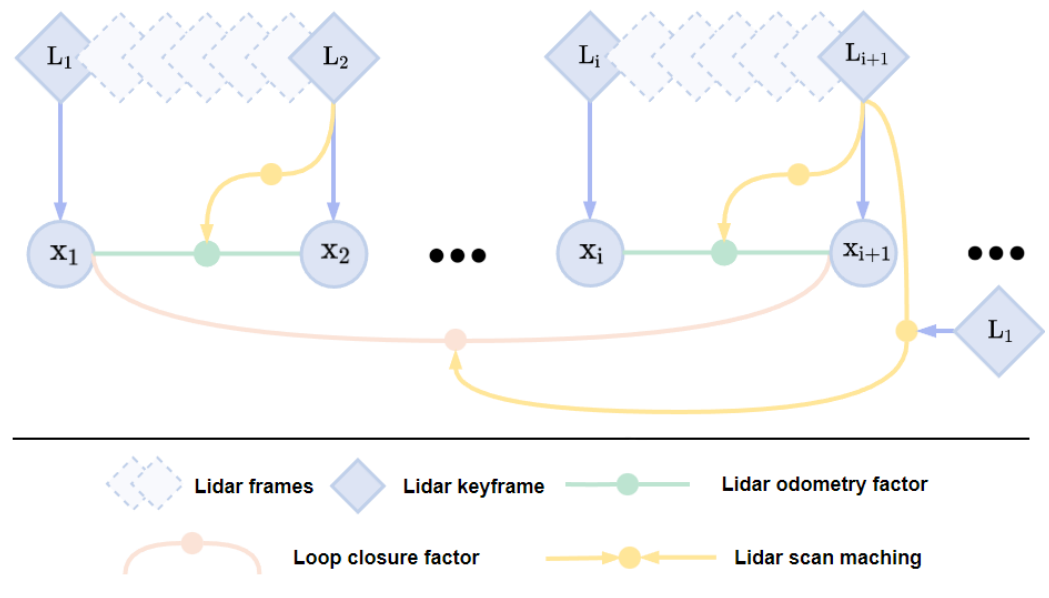 L₁ L₂ Lᵢ Lᵢ₊₁
x₁ x₂ ••• xᵢ xᵢ₊₁ •••
L₁
Lidar frames Lidar keyframe Lidar odometry factor
Loop closure factor Lidar scan maching